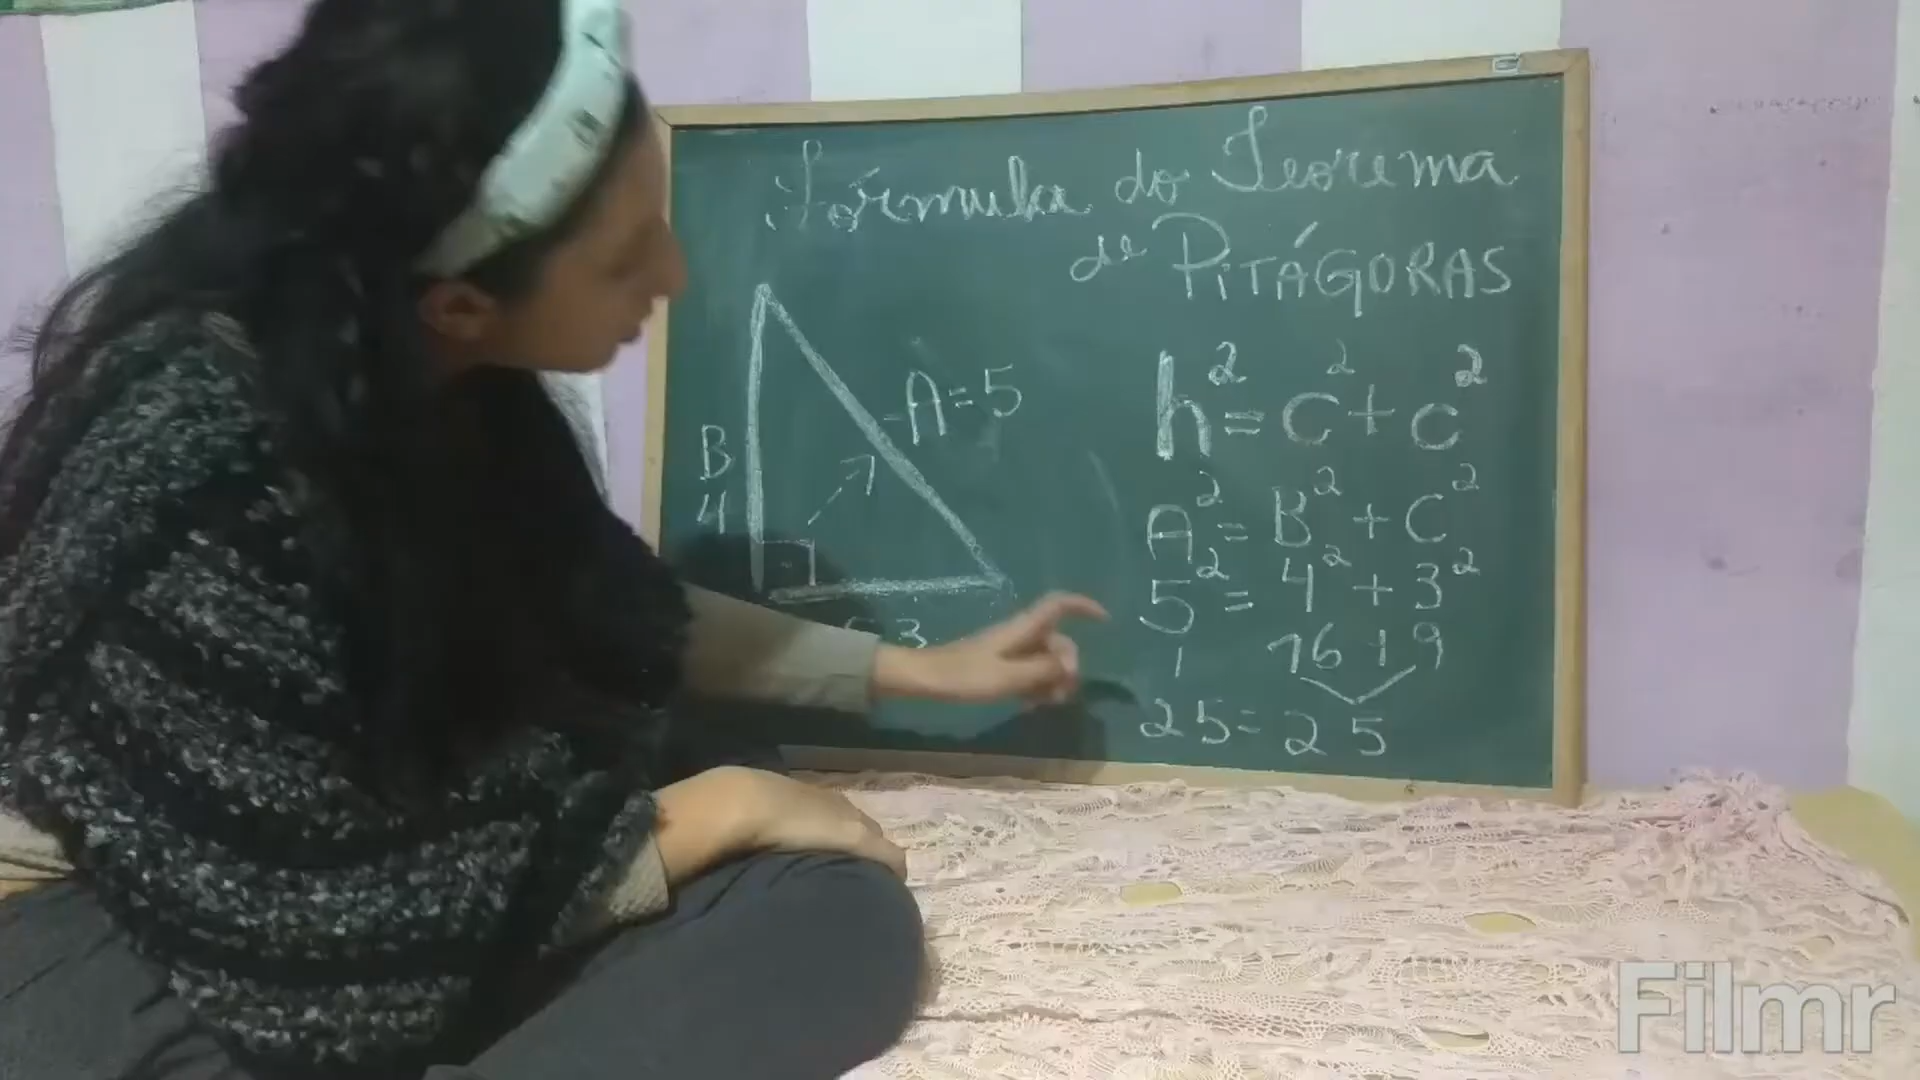 Fórmula do Teorema
de PITÁGORAS
h² = c² + c²
A = 5
B
4
A² = B² + C²
5² = 4² + 3²
3
16 + 9
25 = 25
Filmr